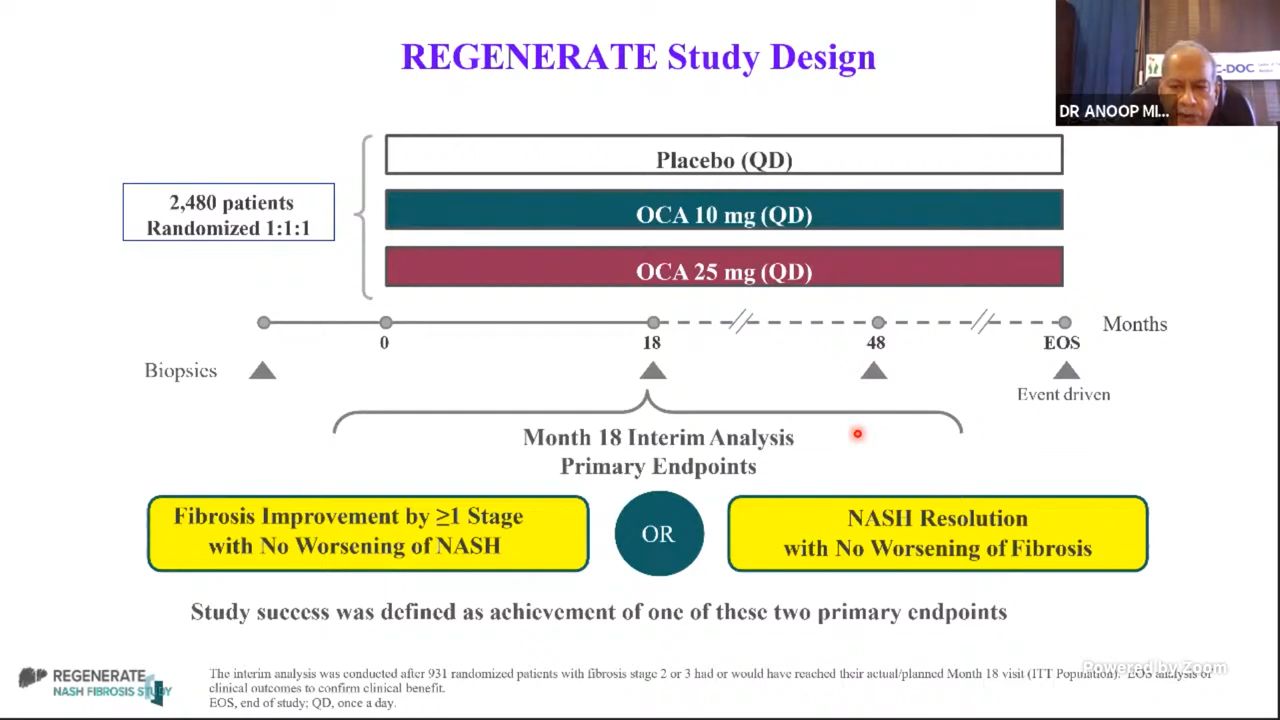 REGENERATE Study Design
C-DOC
DR ANOOP MI...
Placebo (QD)
2,480 patients
Randomized 1:1:1
OCA 10 mg (QD)
OCA 25 mg (QD)
Months
0
18
48
EOS
Biopsies
Event driven
Month 18 Interim Analysis
Primary Endpoints
Fibrosis Improvement by ≥1 Stage
with No Worsening of NASH
OR
NASH Resolution
with No Worsening of Fibrosis
Study success was defined as achievement of one of these two primary endpoints
REGENERATE
NASH FIBROSIS STUDY
The interim analysis was conducted after 931 randomized patients with fibrosis stage 2 or 3 had or would have reached their actual/planned Month 18 visit (ITT Population). EOS analysis of
clinical outcomes to confirm clinical benefit.
EOS, end of study; QD, once a day.
Powered by Zoom